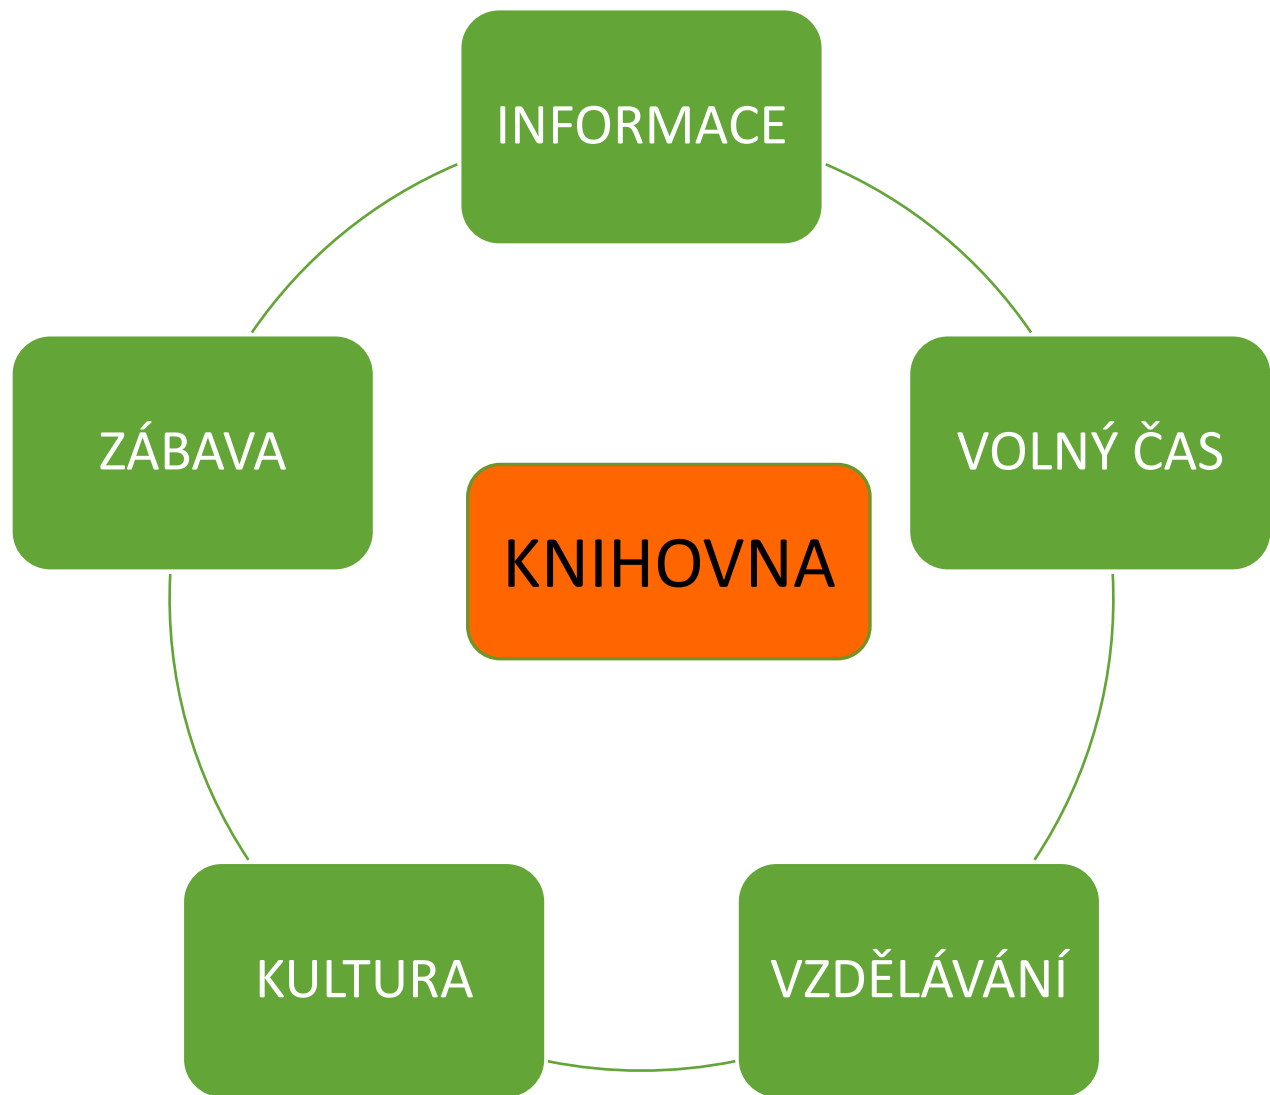 INFORMACE
ZÁBAVA
VOLNÝ ČAS
KNIHOVNA
KULTURA
VZDĚLÁVÁNÍ